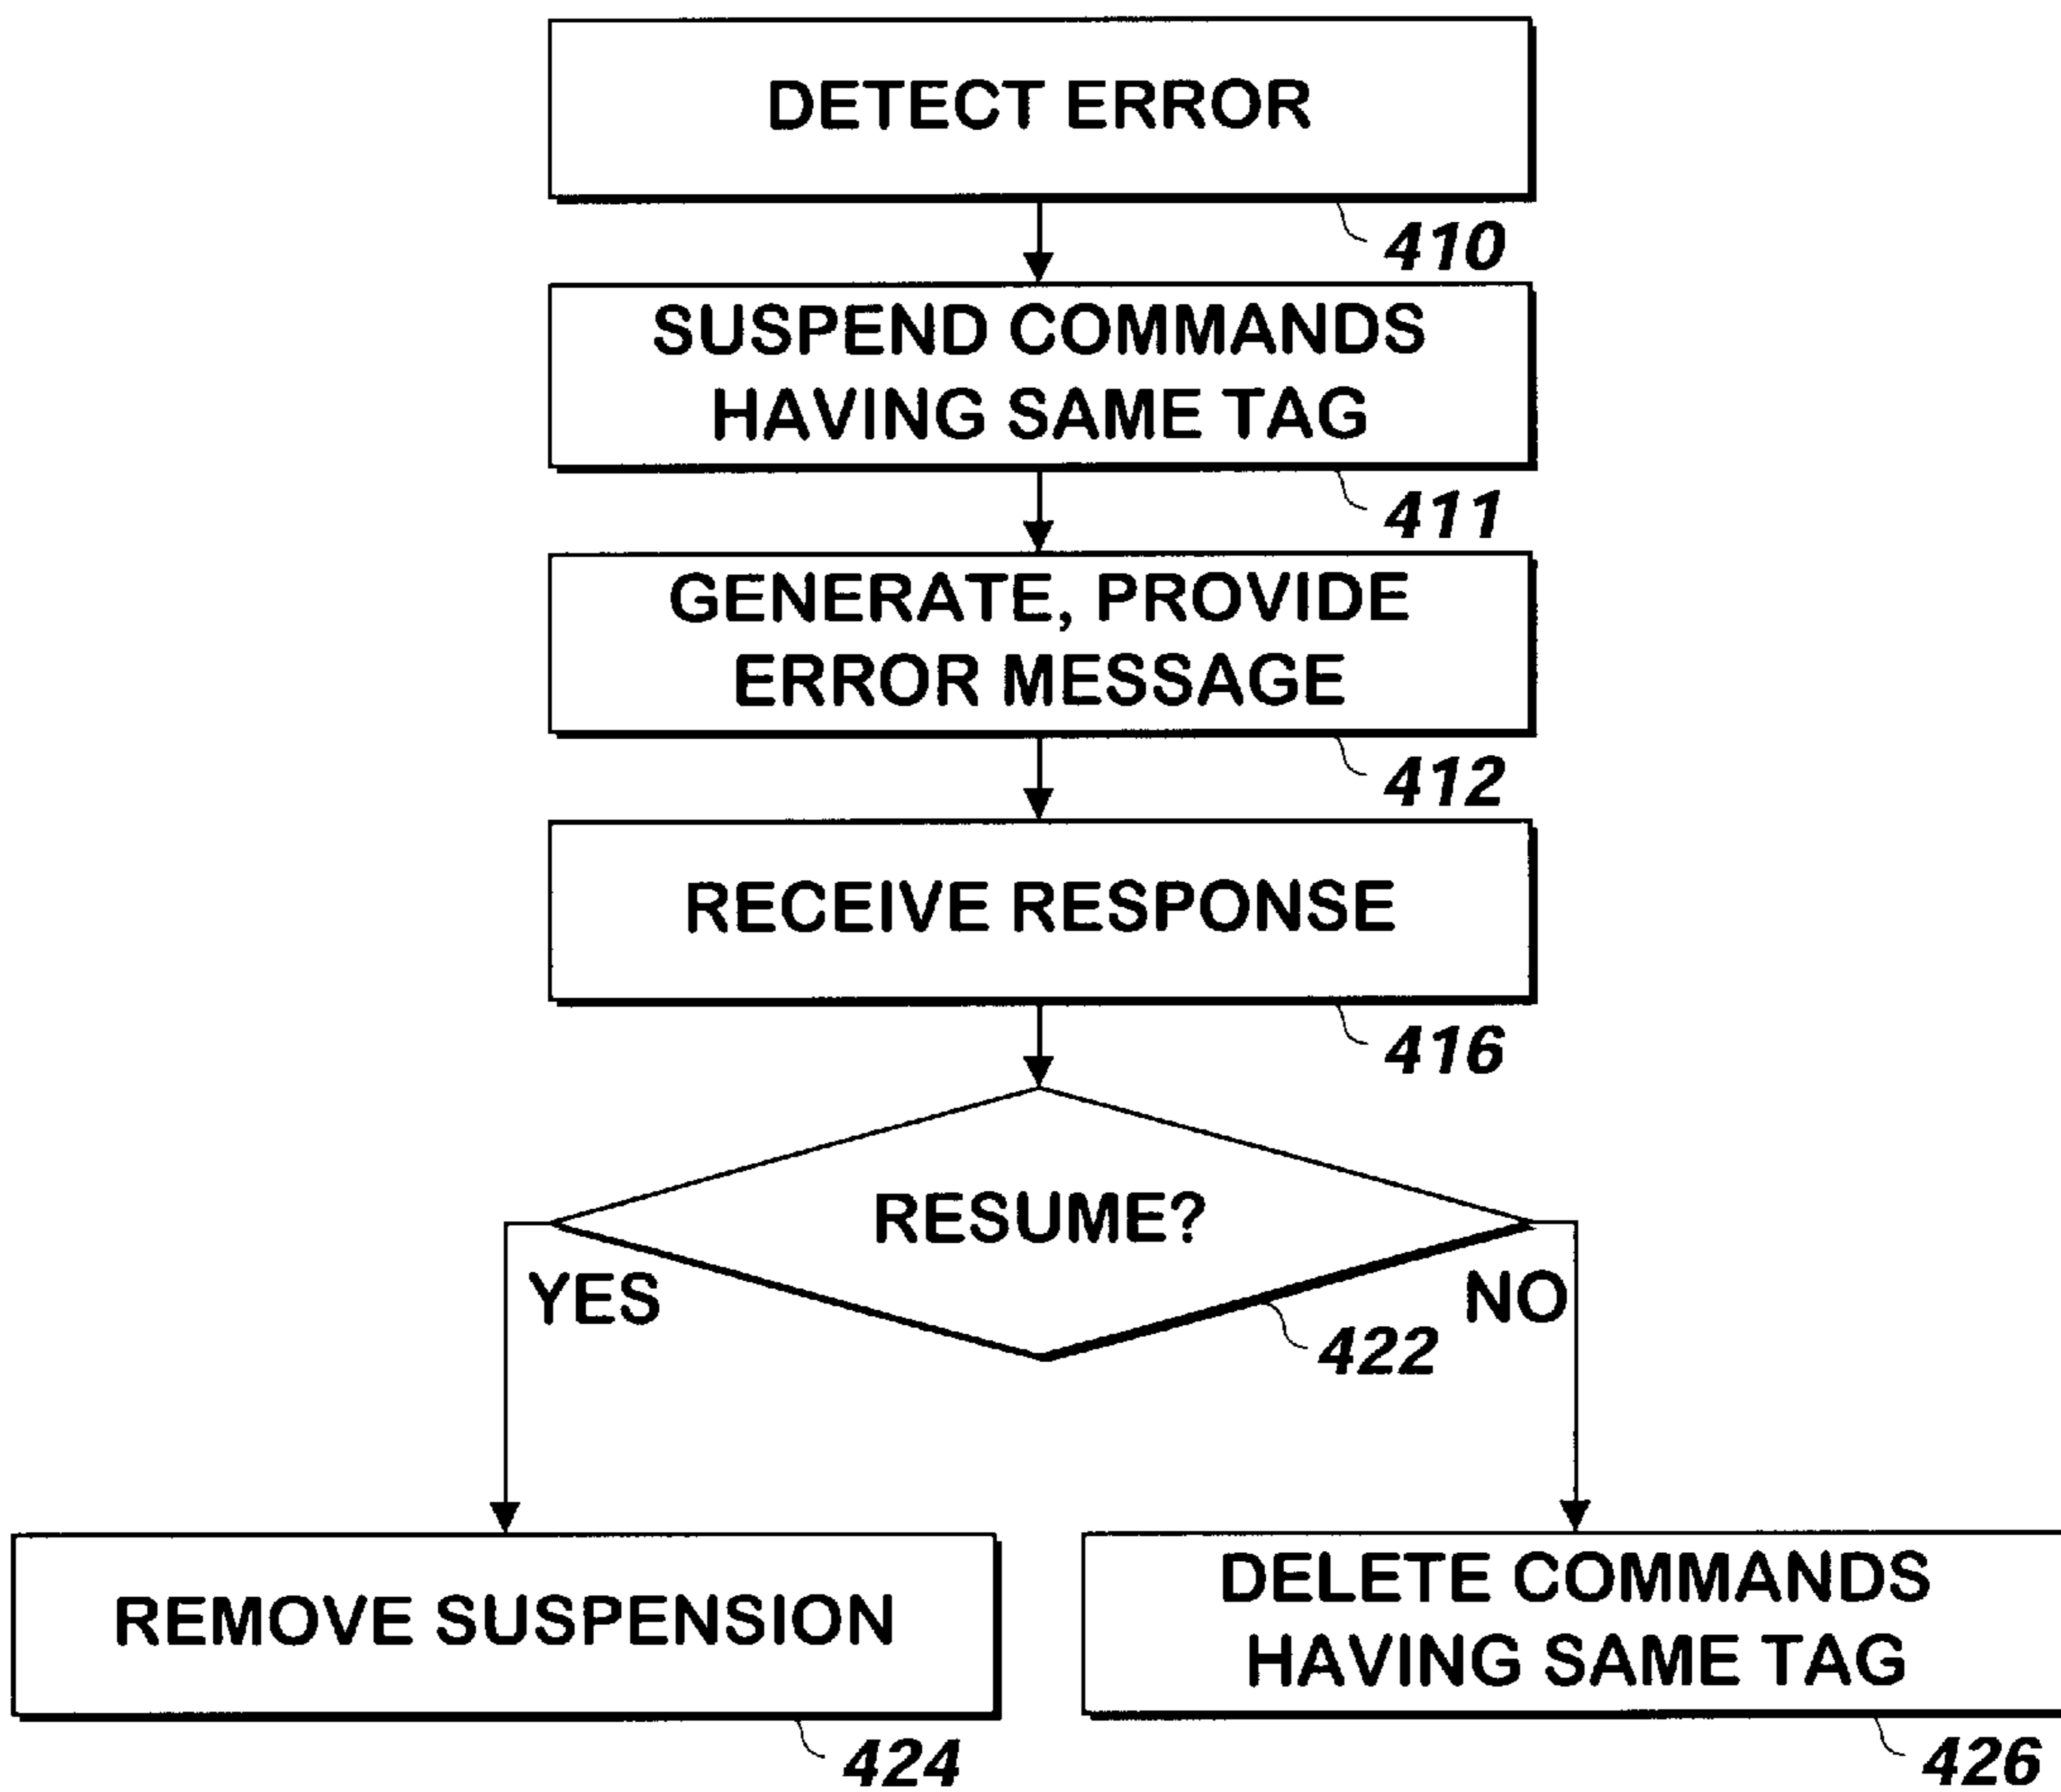 DETECT ERROR
410
SUSPEND COMMANDS
HAVING SAME TAG
411
GENERATE, PROVIDE
ERROR MESSAGE
412
RECEIVE RESPONSE
416
RESUME?
YES
NO
422
REMOVE SUSPENSION
424
DELETE COMMANDS
HAVING SAME TAG
426